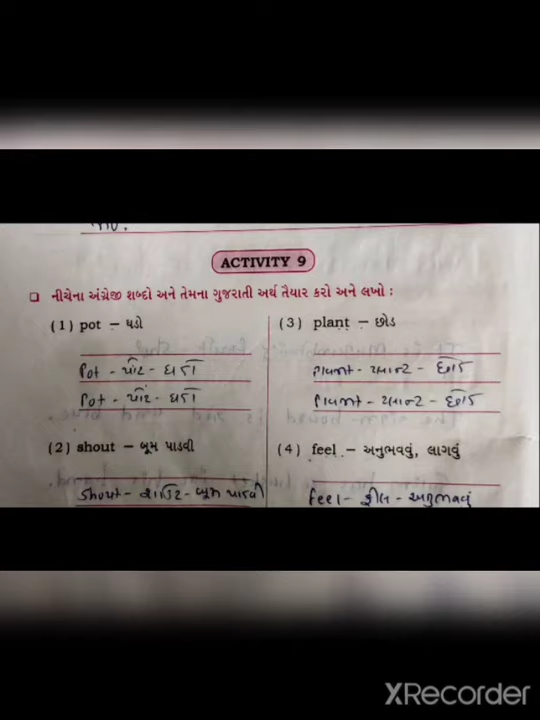 ACTIVITY 9
❑ નીચેના અંગ્રેજી શબ્દો અને તેમના ગુજરાતી અર્થ તૈયાર કરો અને લખો :
(1) pot – ઘડો
Pot - પોટ - ઘડો
Pot - પોટ - ઘડો
(2) shout – બૂમ પાડવી
Shout - શાઉટ - બૂમ પાડવી
(3) plant – છોડ
Plant - પ્લાન્ટ - છોડ
Plant - પ્લાન્ટ - છોડ
(4) feel – અનુભવવું, લાગવું
feel - ફીલ - અનુભવવું
XRecorder